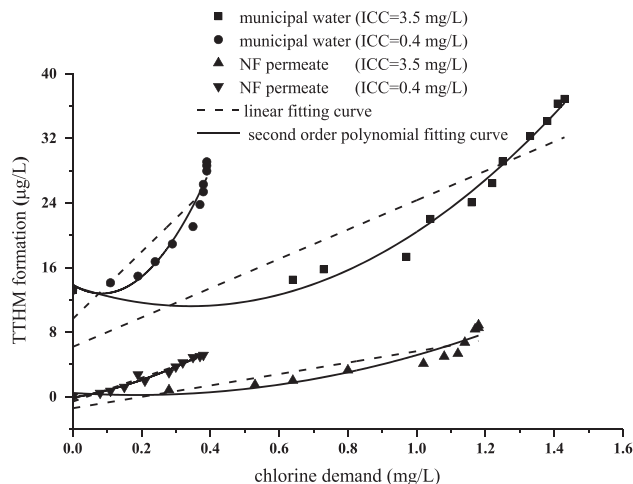 municipal water (ICC=3.5 mg/L)
municipal water (ICC=0.4 mg/L)
NF permeate (ICC=3.5 mg/L)
NF permeate (ICC=0.4 mg/L)
linear fitting curve
second order polynomial fitting curve
40
32
24
16
8
0
TTHM formation (μg/L)
0.0 0.2 0.4 0.6 0.8 1.0 1.2 1.4 1.6
chlorine demand (mg/L)